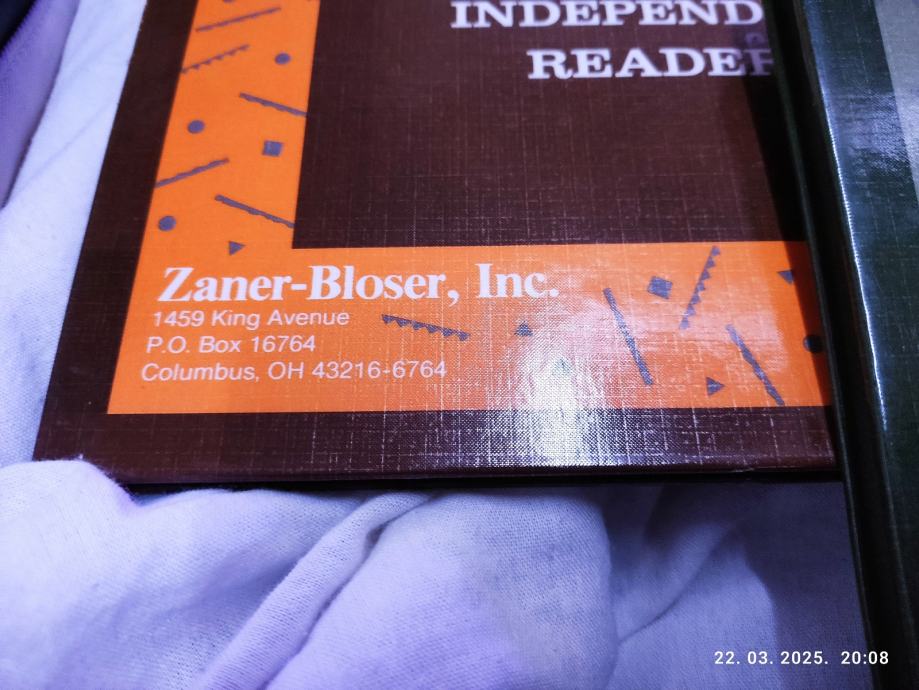 INDEPEND
READER
Zaner-Bloser, Inc.
1459 King Avenue
P.O. Box 16764
Columbus, OH 43216-6764
22. 03. 2025. 20:08